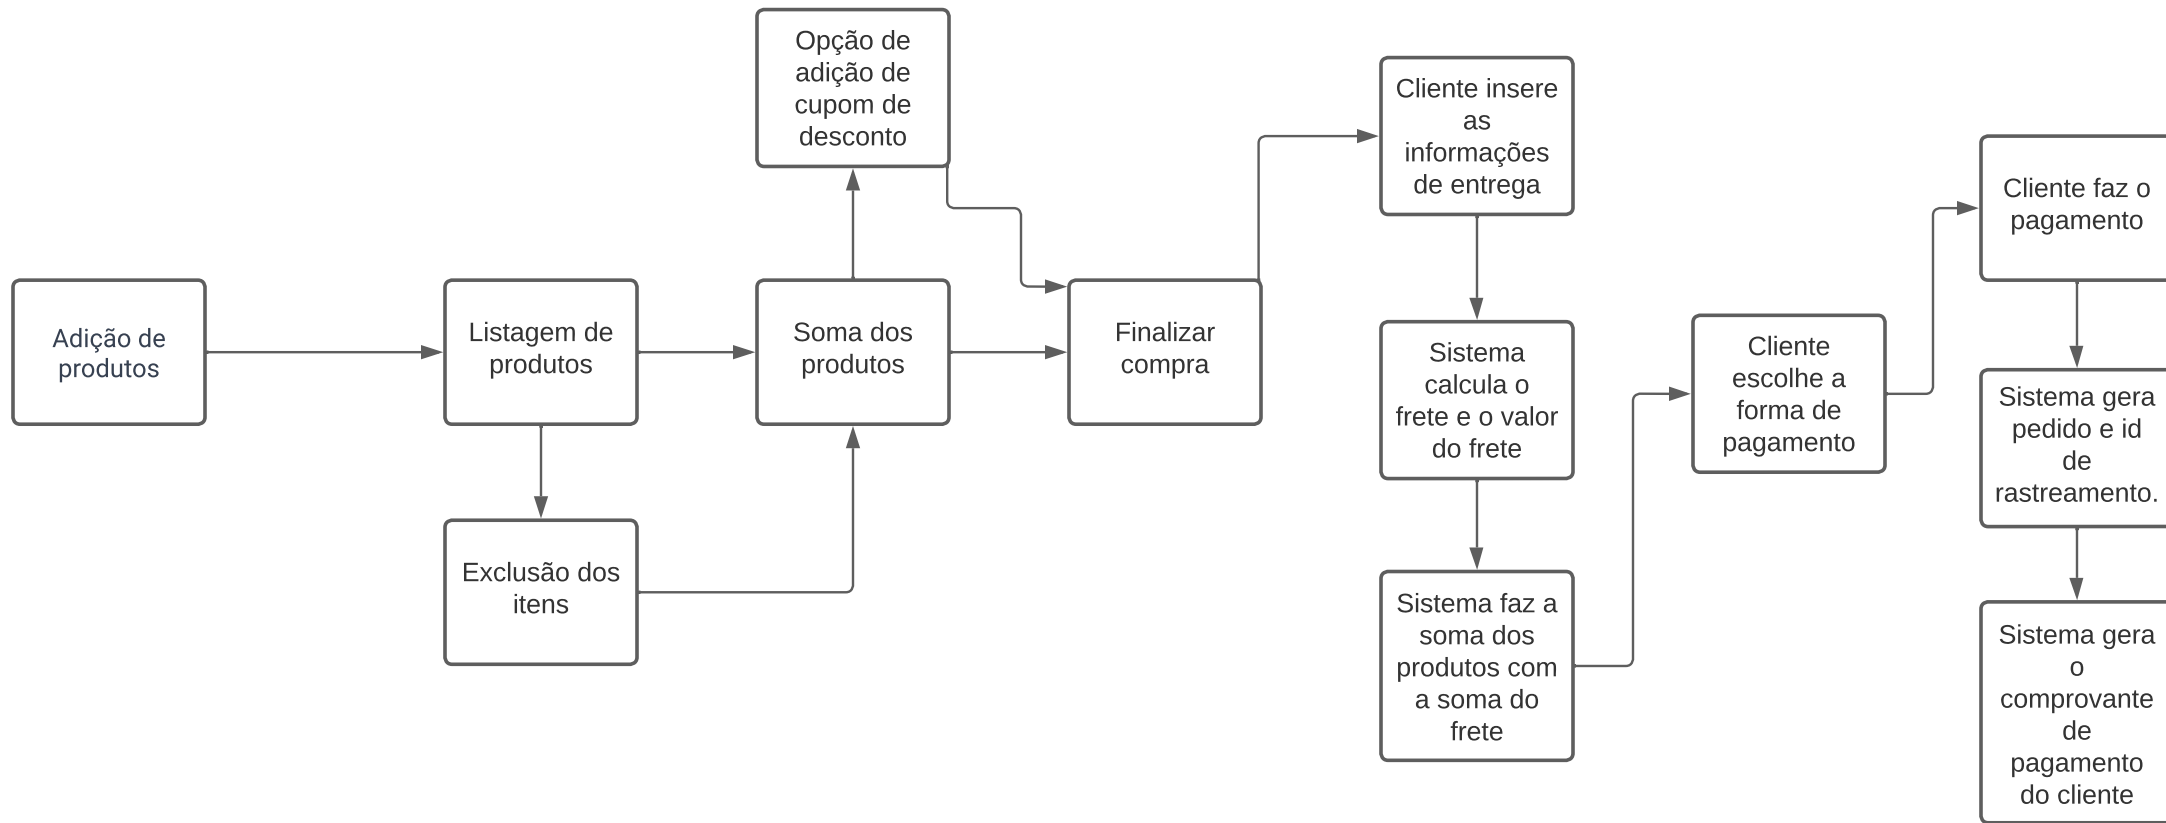 Adição de
produtos
Listagem de
produtos
Exclusão dos
itens
Soma dos
produtos
Opção de
adição de
cupom de
desconto
Finalizar
compra
Cliente insere
as
informações
de entrega
Sistema
calcula o
frete e o valor
do frete
Sistema faz a
soma dos
produtos com
a soma do
frete
Cliente
escolhe a
forma de
pagamento
Cliente faz o
pagamento
Sistema gera
pedido e id
de
rastreamento.
Sistema gera
o
comprovante
de
pagamento
do cliente